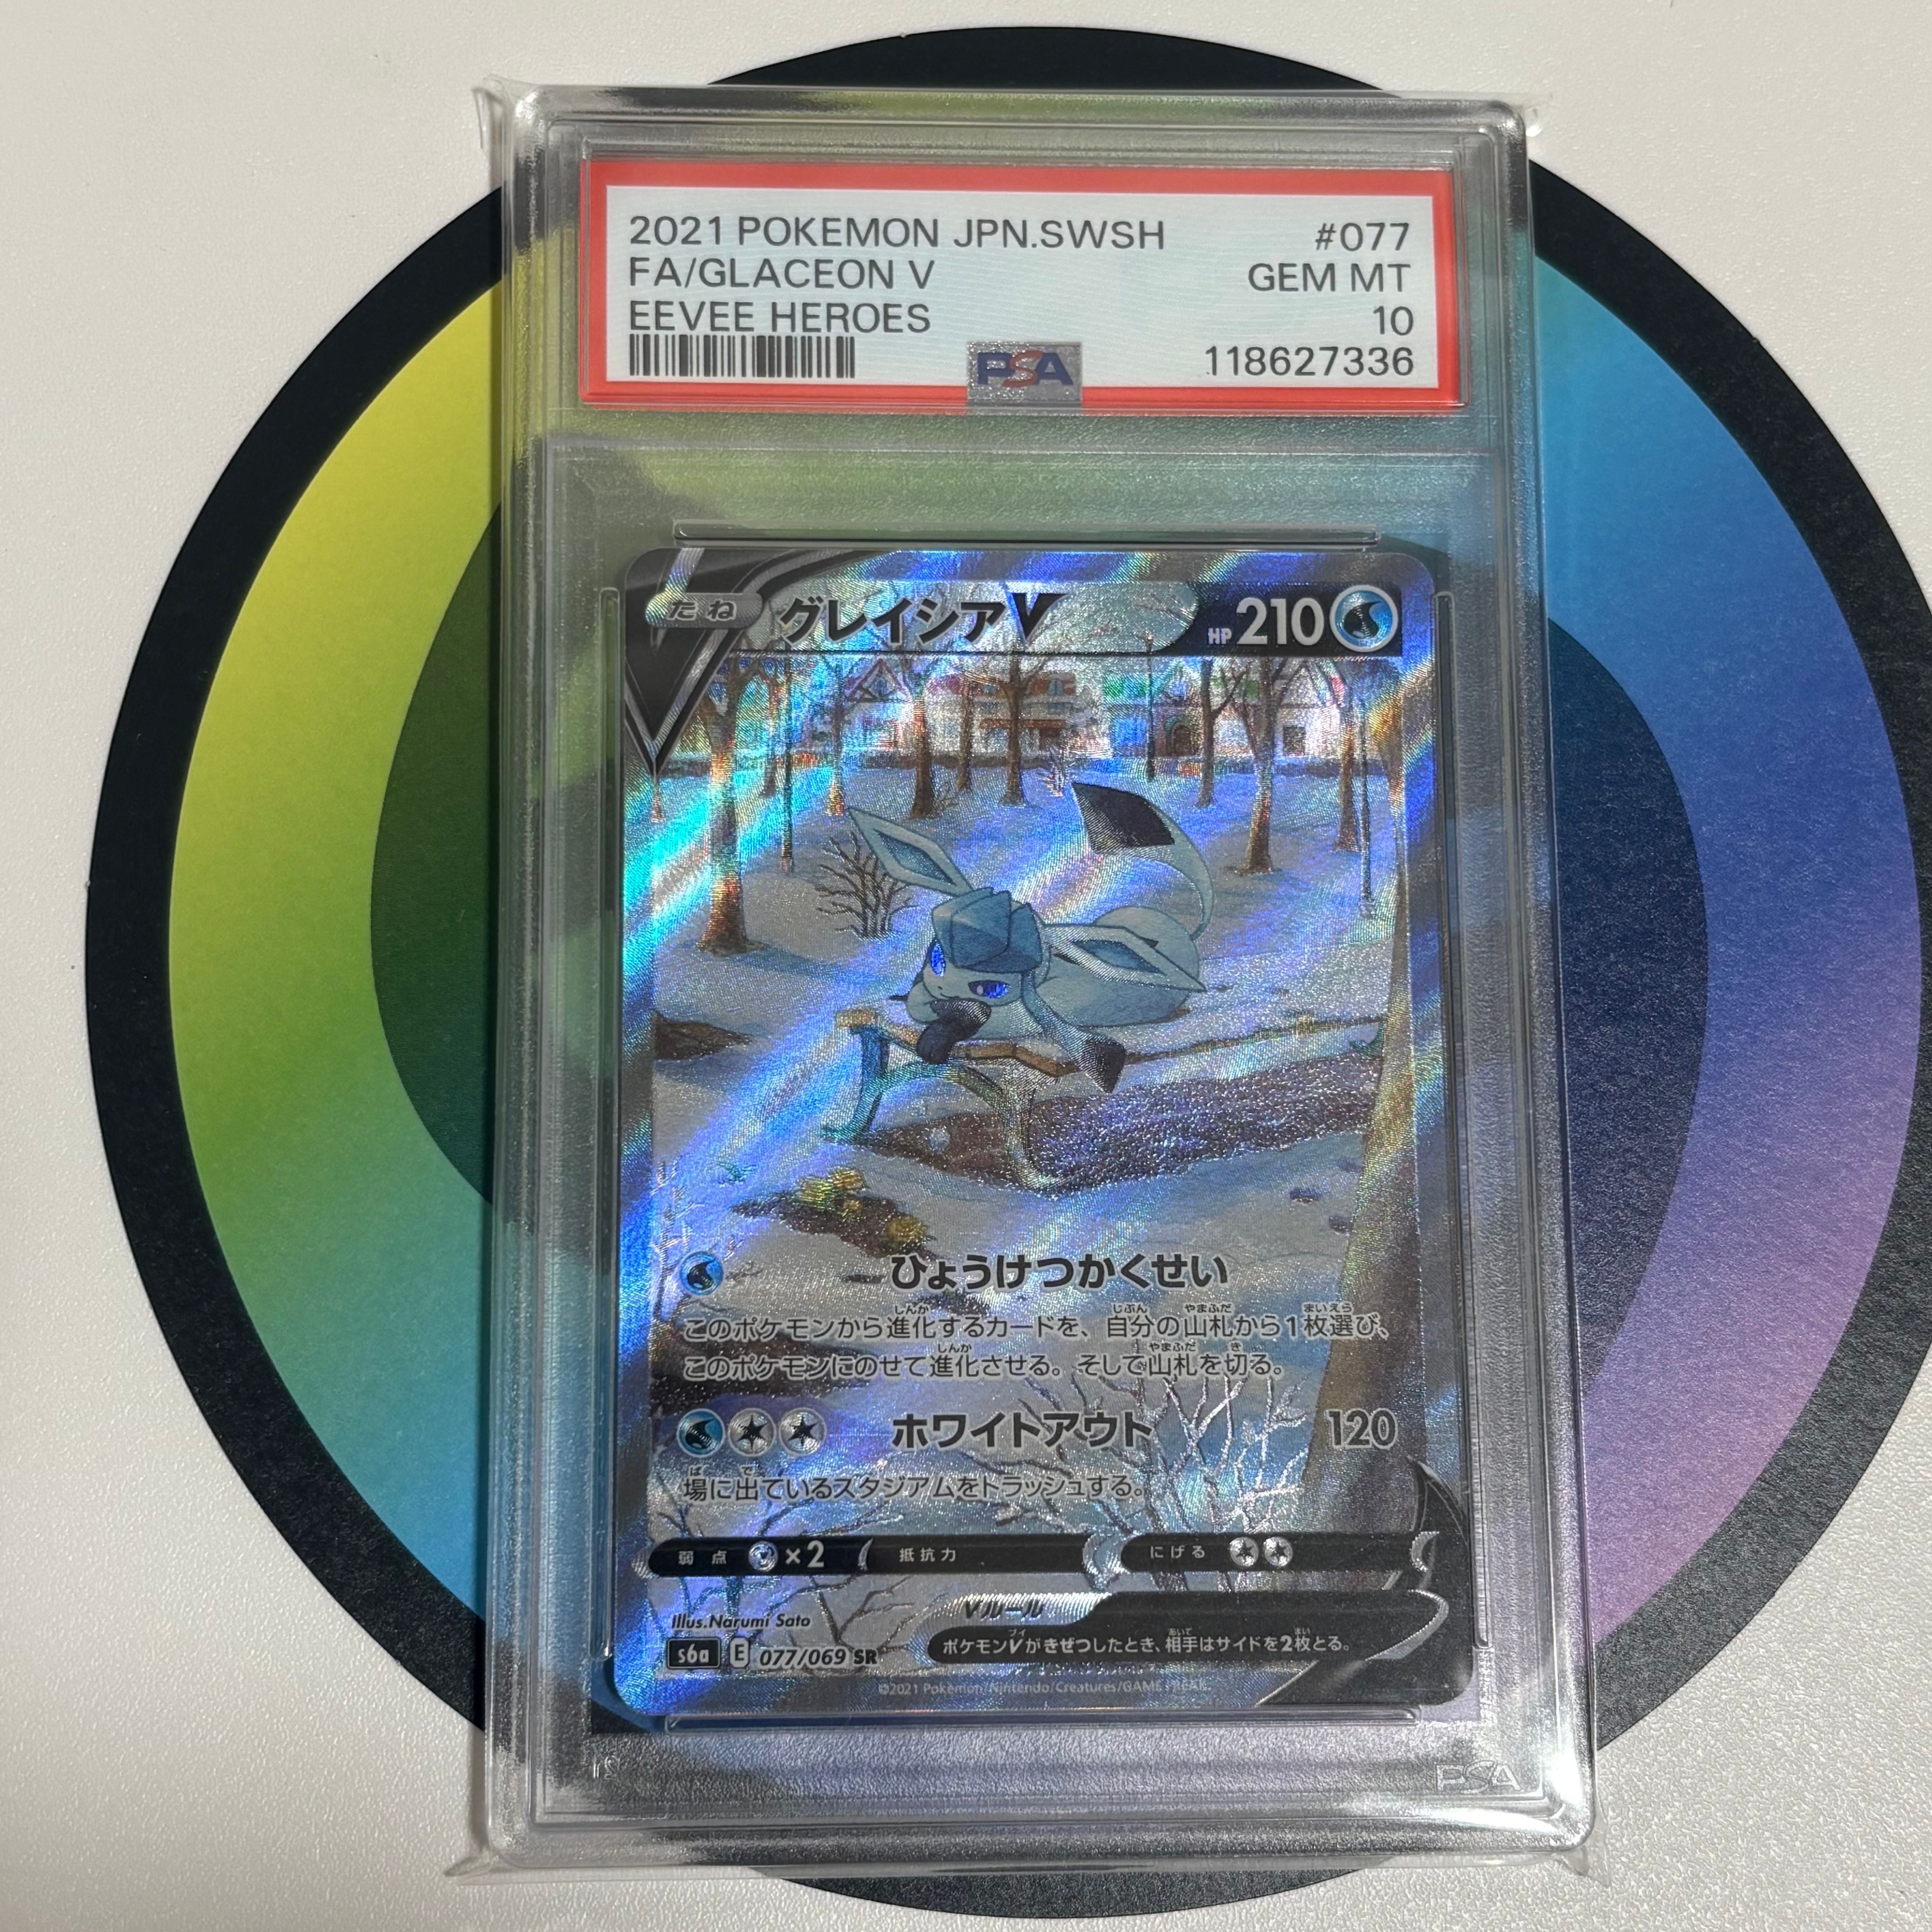 2021 POKEMON JPN.SWSH #077
FA/GLACEON V GEM MT
EEVEE HEROES 10
PSA 118627336
たね グレイシアV HP 210
ひょうけつかくせい
このポケモンから進化するカードを、自分の山札から1枚選び、
このポケモンにのせて進化させる。そして山札を切る。
ホワイトアウト 120
場に出ているスタジアムをトラッシュする。
弱点 ×2 抵抗力 にげる
Illus.Narumi Sato
Vルール
ポケモンVがきぜつしたとき、相手はサイドを2枚とる。
s6a E 077/069 SR
©2021 Pokémon/Nintendo/Creatures/GAME FREAK
PSA